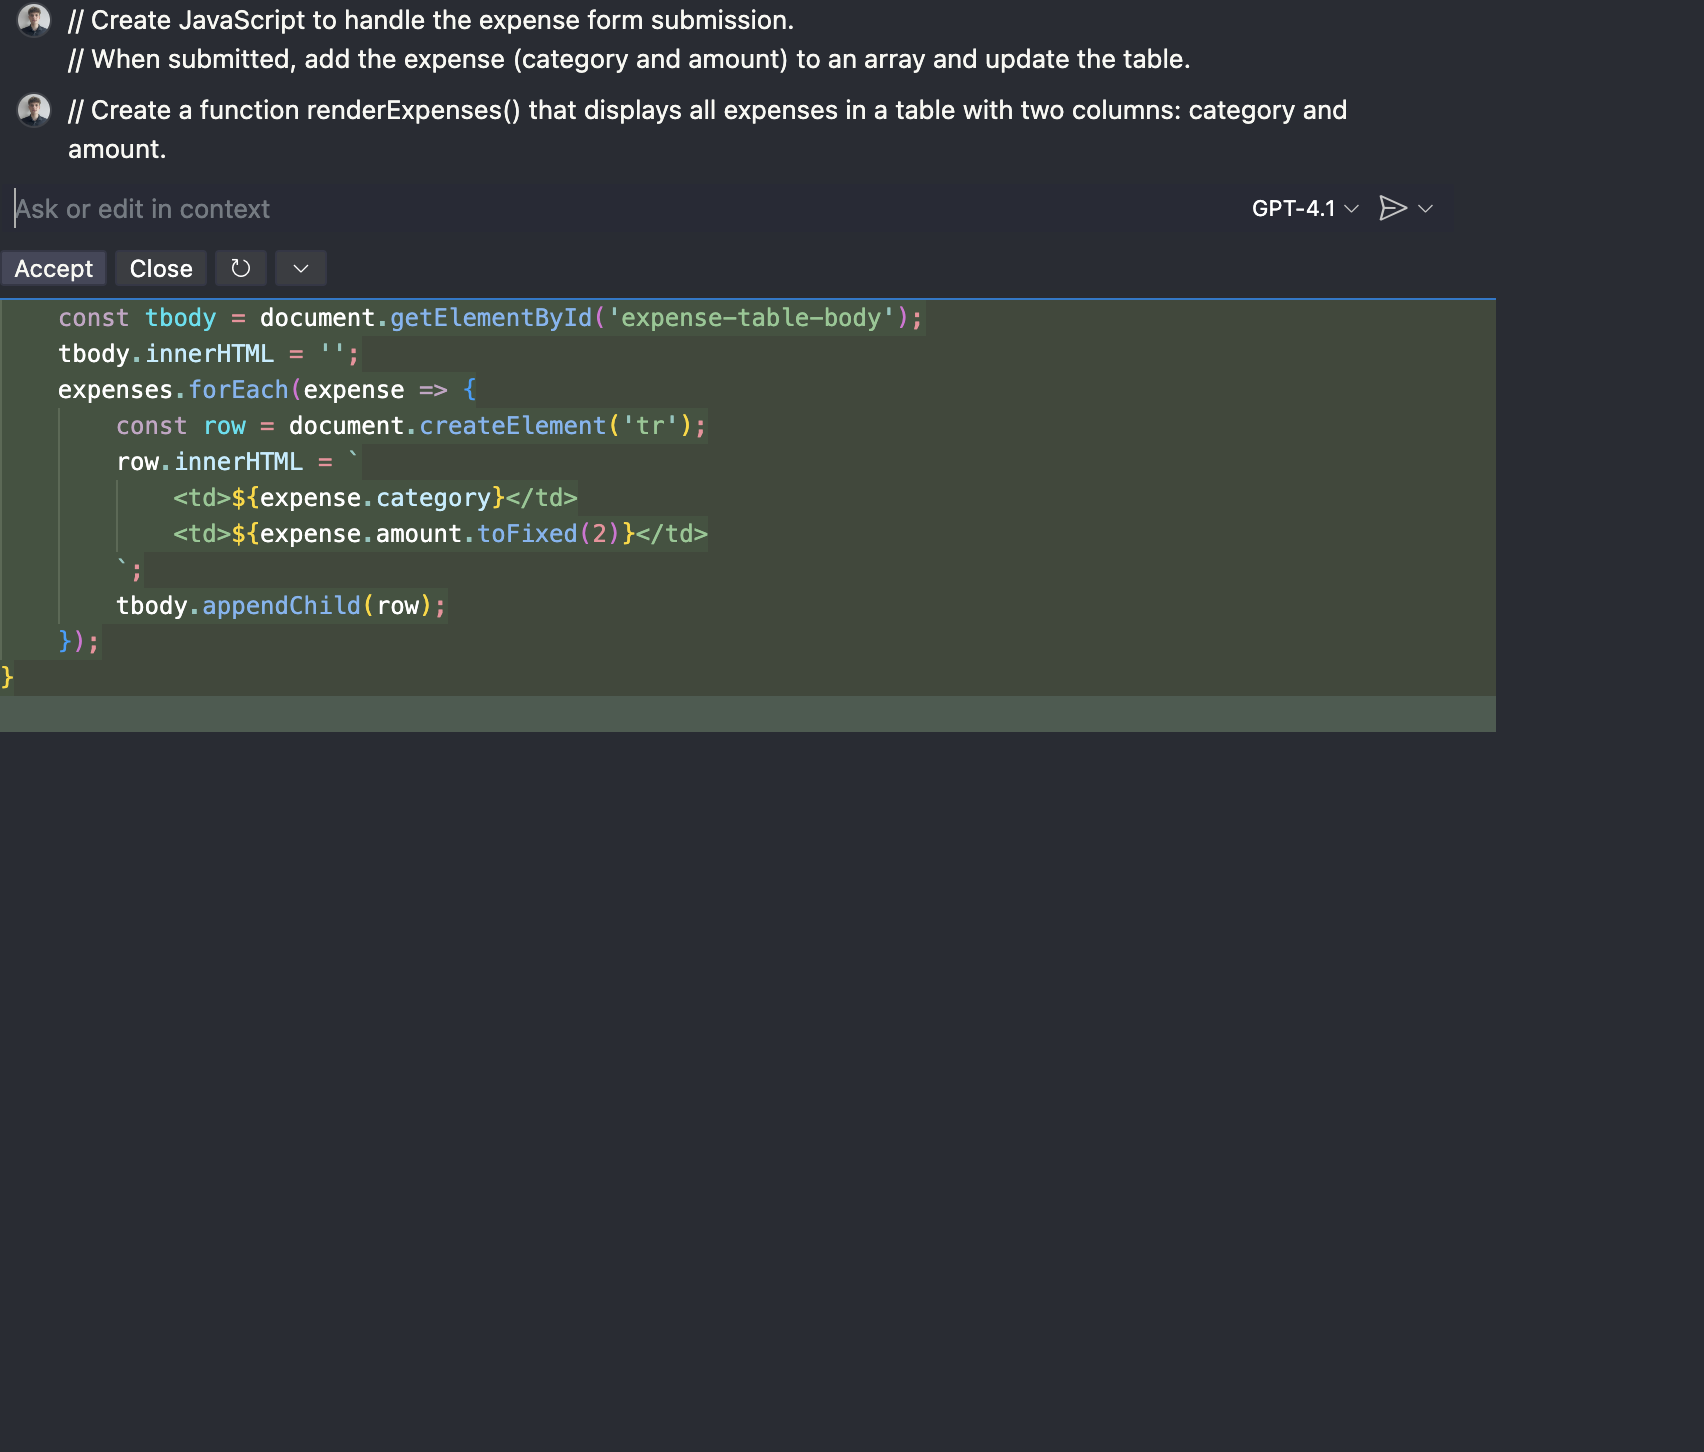 // Create JavaScript to handle the expense form submission.
// When submitted, add the expense (category and amount) to an array and update the table.
// Create a function renderExpenses() that displays all expenses in a table with two columns: category and
amount.
Ask or edit in context
GPT-4.1
Accept Close
const tbody = document.getElementById('expense-table-body');
tbody.innerHTML = '';
expenses.forEach(expense => {
const row = document.createElement('tr');
row.innerHTML = `
<td>${expense.category}</td>
<td>${expense.amount.toFixed(2)}</td>
`;
tbody.appendChild(row);
});
}